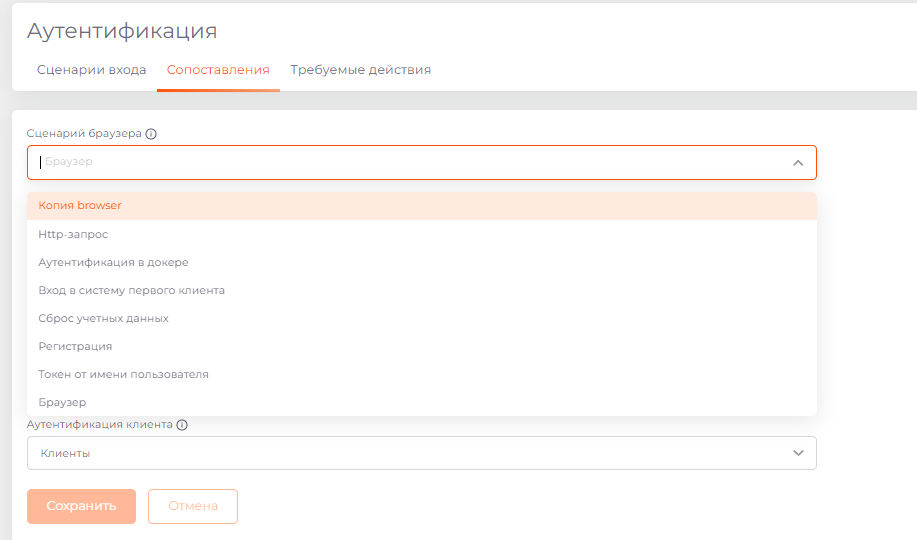 Аутентификация
Сценарии входа Сопоставления Требуемые действия
Сценарий браузера
Браузер
Копия browser
Http-запрос
Аутентификация в докере
Вход в систему первого клиента
Сброс учетных данных
Регистрация
Токен от имени пользователя
Браузер
Аутентификация клиента
Клиенты
Сохранить Отмена